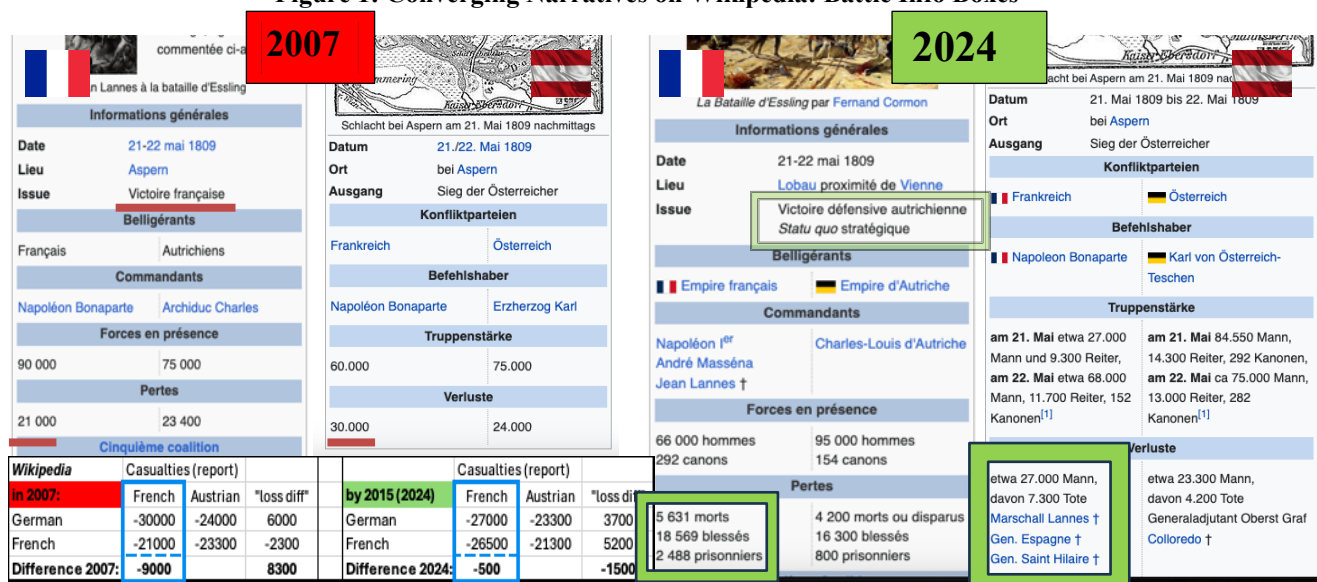 Figure 1: Converging Narratives on Wikipedia: Battle Info Boxes
2007
commentée ci-a
n Lannes à la bataille d'Essling
Informations générales
Date 21-22 mai 1809
Lieu Aspern
Issue Victoire française
Belligérants
Français Autrichiens
Commandants
Napoléon Bonaparte Archiduc Charles
Forces en présence
90 000 75 000
Pertes
21 000 23 400
Cinquième coalition
Kaiser Ebersdorf
Schlacht bei Aspern am 21. Mai 1809 nachmittags
Datum 21./22. Mai 1809
Ort bei Aspern
Ausgang Sieg der Österreicher
Konfliktparteien
Frankreich Österreich
Befehlshaber
Napoléon Bonaparte Erzherzog Karl
Truppenstärke
60.000 75.000
Verluste
30.000 24.000
2024
La Bataille d'Essling par Fernand Cormon
Informations générales
Date 21-22 mai 1809
Lieu Lobau proximité de Vienne
Issue Victoire défensive autrichienne
Statu quo stratégique
Belligérants
Empire français Empire d'Autriche
Commandants
Napoléon Ier Charles-Louis d'Autriche
André Masséna
Jean Lannes †
Forces en présence
66 000 hommes 95 000 hommes
292 canons 154 canons
Pertes
5 631 morts 4 200 morts ou disparus
18 569 blessés 16 300 blessés
2 488 prisonniers 800 prisonniers
Kaiser Ebersdorf
acht bei Aspern am 21. Mai 1809 nac
Datum 21. Mai 1809 bis 22. Mai 1809
Ort bei Aspern
Ausgang Sieg der Österreicher
Konfliktparteien
Frankreich Österreich
Befehlshaber
Napoleon Bonaparte Karl von Österreich-
Teschen
Truppenstärke
am 21. Mai etwa 27.000 am 21. Mai 84.550 Mann,
Mann und 9.300 Reiter, 14.300 Reiter, 292 Kanonen,
am 22. Mai etwa 68.000 am 22. Mai ca 75.000 Mann,
Mann, 11.700 Reiter, 152 13.000 Reiter, 282
Kanonen[1] Kanonen[1]
Verluste
etwa 27.000 Mann, etwa 23.300 Mann,
davon 7.300 Tote davon 4.200 Tote
Marschall Lannes † Generaladjutant Oberst Graf
Gen. Espagne † Colloredo †
Gen. Saint Hilaire †
Wikipedia Casualties (report)
in 2007: French Austrian "loss diff"
German -30000 -24000 6000
French -21000 -23300 -2300
Difference 2007: -9000 8300
Casualties (report)
by 2015 (2024) French Austrian "loss diff"
German -27000 -23300 3700
French -26500 -21300 5200
Difference 2024: -500 -1500